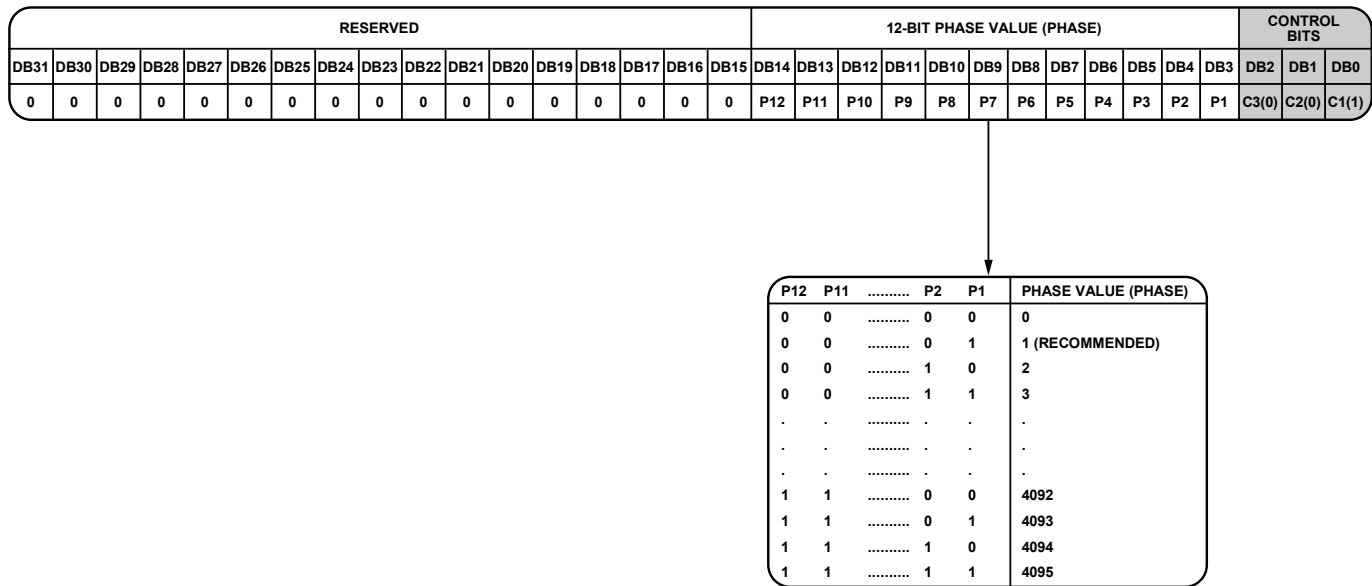 RESERVED 12-BIT PHASE VALUE (PHASE) CONTROL BITS
DB31 DB30 DB29 DB28 DB27 DB26 DB25 DB24 DB23 DB22 DB21 DB20 DB19 DB18 DB17 DB16 DB15 DB14 DB13 DB12 DB11 DB10 DB9 DB8 DB7 DB6 DB5 DB4 DB3 DB2 DB1 DB0
0 0 0 0 0 0 0 0 0 0 0 0 0 0 0 0 0 P12 P11 P10 P9 P8 P7 P6 P5 P4 P3 P2 P1 C3(0) C2(0) C1(1)
P12 P11 .......... P2 P1 PHASE VALUE (PHASE)
0 0 .......... 0 0 0
0 0 .......... 0 1 1 (RECOMMENDED)
0 0 .......... 1 0 2
0 0 .......... 1 1 3
. . .......... . . .
. . .......... . . .
. . .......... . . .
1 1 .......... 0 0 4092
1 1 .......... 0 1 4093
1 1 .......... 1 0 4094
1 1 .......... 1 1 4095